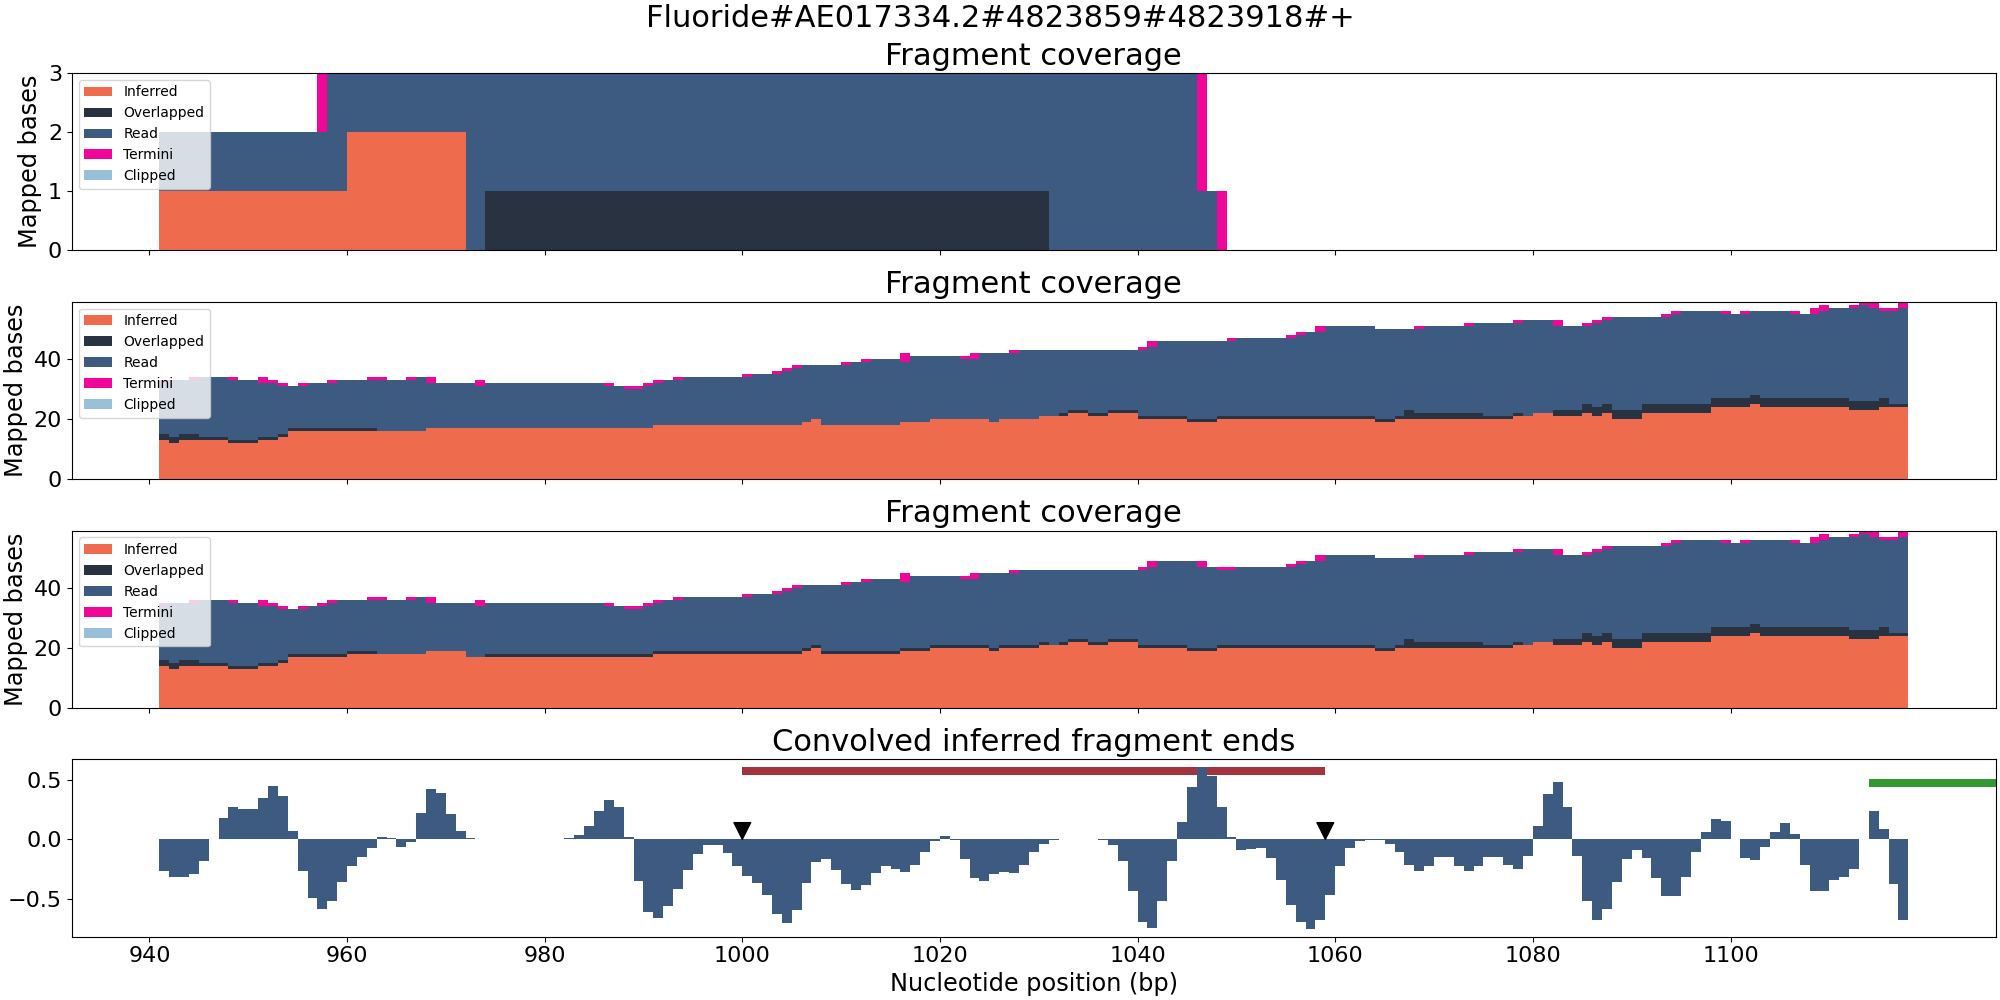 Fluoride#AE017334.2#4823859#4823918#+
Fragment coverage
Mapped bases
3
2
1
0
Inferred
Overlapped
Read
Termini
Clipped
Fragment coverage
Mapped bases
40
20
0
Inferred
Overlapped
Read
Termini
Clipped
Fragment coverage
Mapped bases
40
20
0
Inferred
Overlapped
Read
Termini
Clipped
Convolved inferred fragment ends
0.5
0.0
−0.5
940 960 980 1000 1020 1040 1060 1080 1100
Nucleotide position (bp)